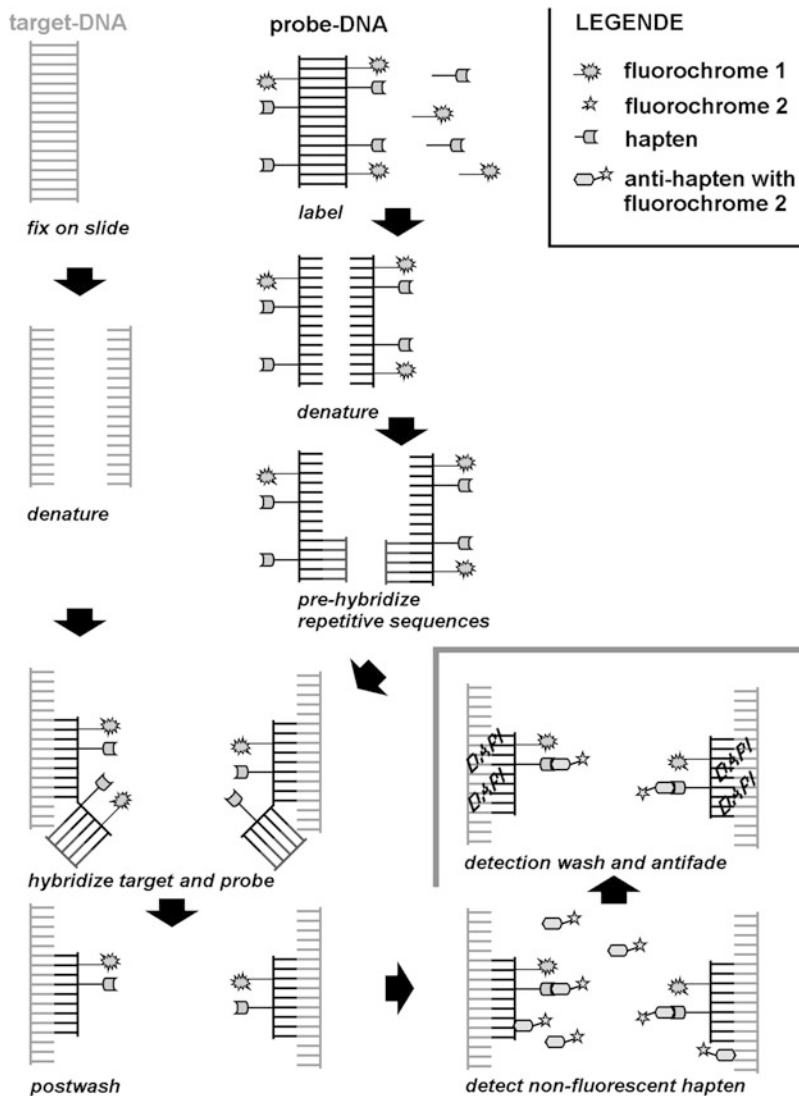 target-DNA
fix on slide
denature
probe-DNA
label
denature
pre-hybridize
repetitive sequences
LEGENDE
fluorochrome 1
fluorochrome 2
hapten
anti-hapten with
fluorochrome 2
hybridize target and probe
postwash
detect non-fluorescent hapten
DAPI
DAPI
DAPI
DAPI
detection wash and antifade